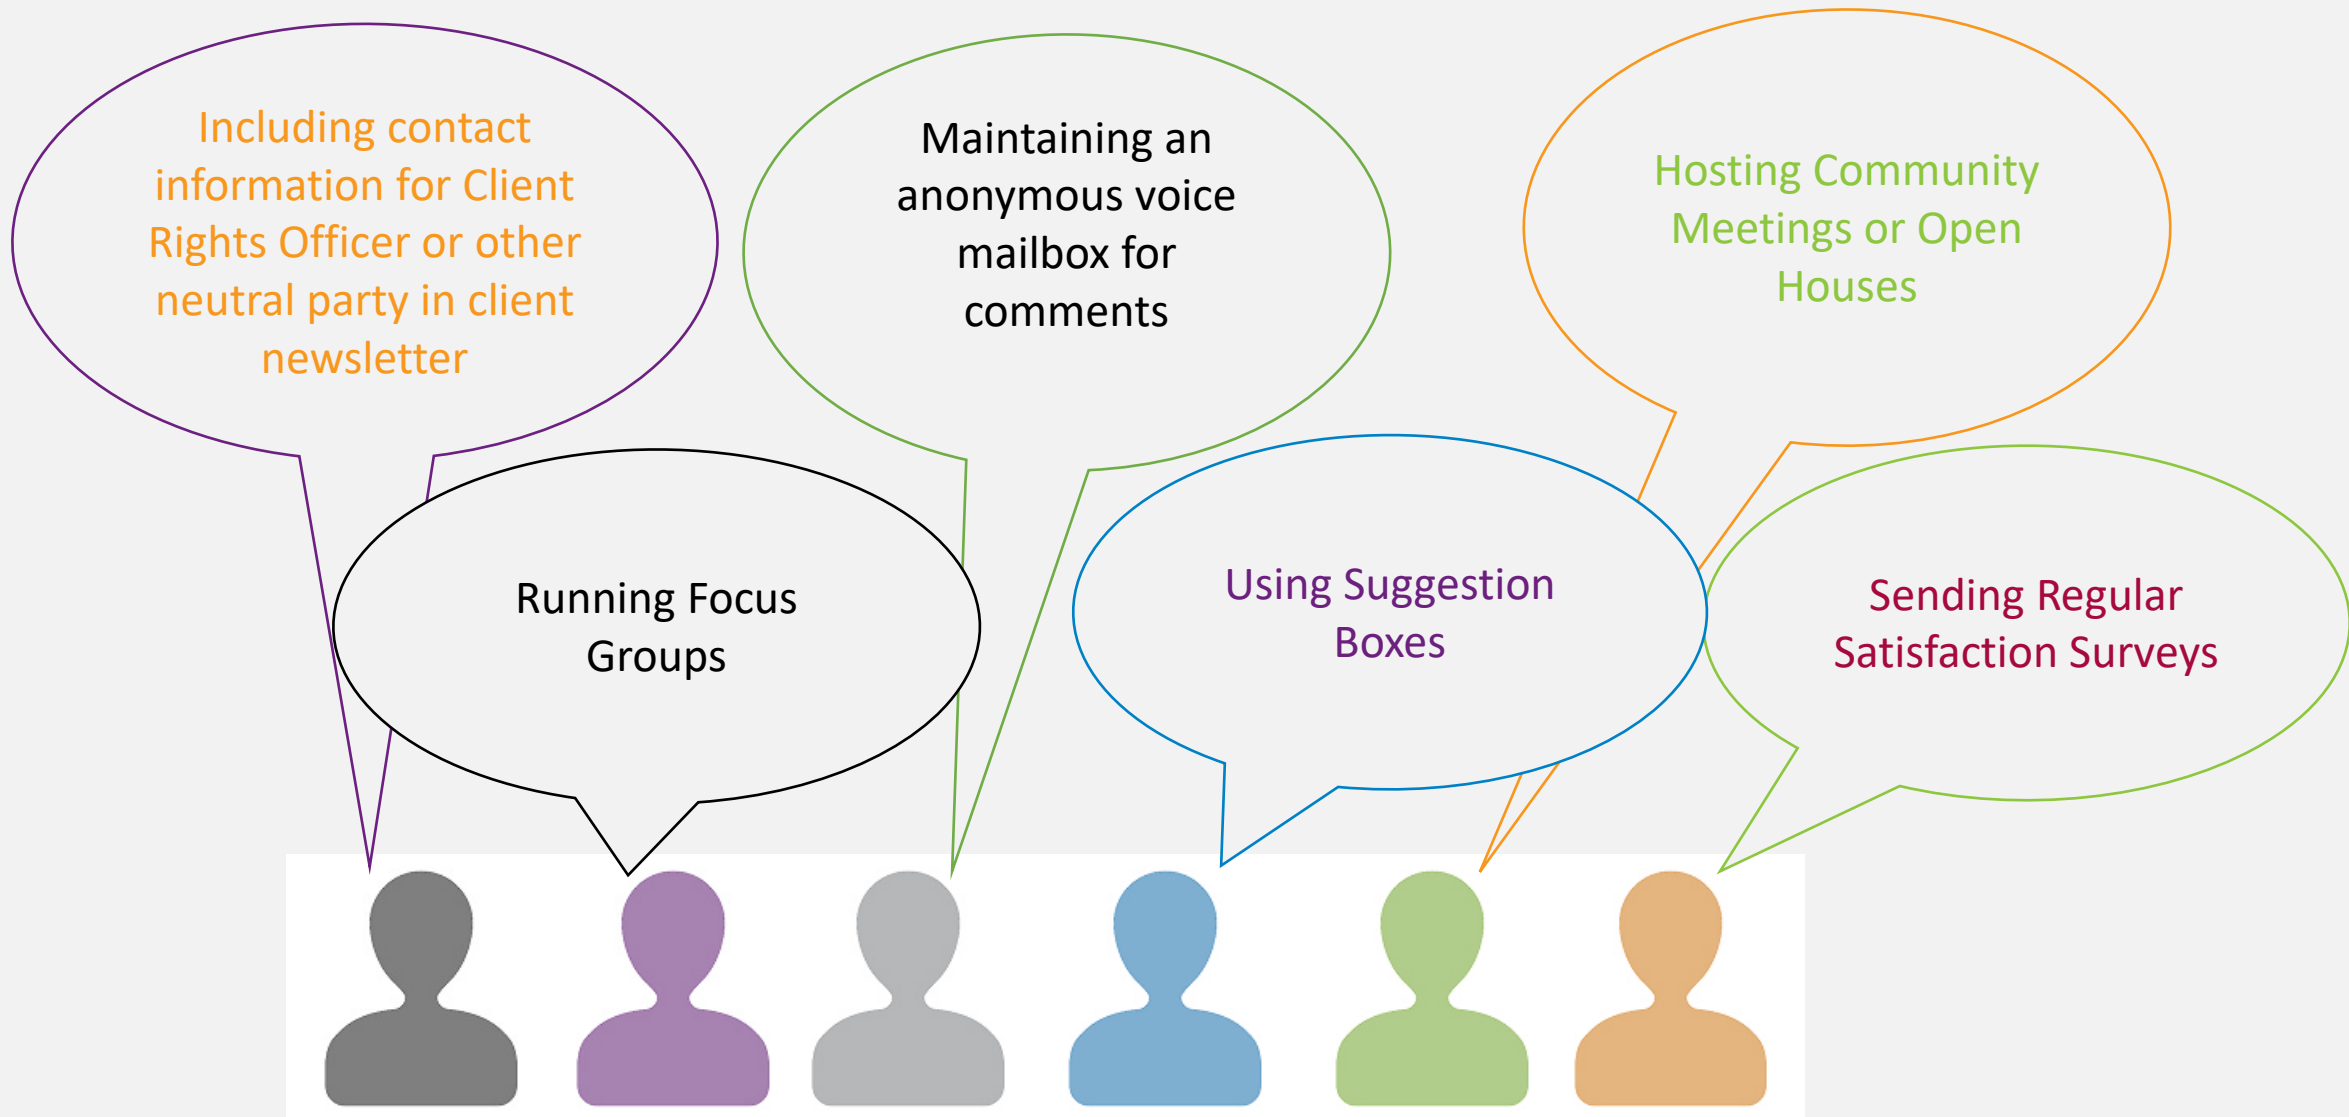 Including contact
information for Client
Rights Officer or other
neutral party in client
newsletter
Maintaining an
anonymous voice
mailbox for
comments
Hosting Community
Meetings or Open
Houses
Running Focus
Groups
Using Suggestion
Boxes
Sending Regular
Satisfaction Surveys